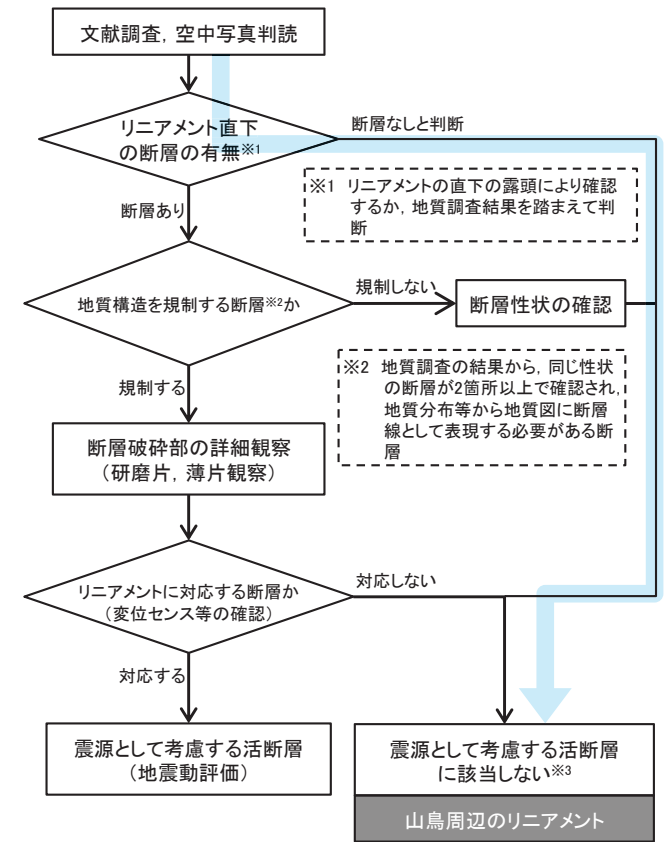 文献調査，空中写真判読
リニアメント直下
の断層の有無※1
断層なしと判断
※1 リニアメントの直下の露頭により確認
するか，地質調査結果を踏まえて判
断
断層あり
地質構造を規制する断層※2か
規制しない
断層性状の確認
※2 地質調査の結果から，同じ性状
の断層が2箇所以上で確認され，
地質分布等から地質図に断層
線として表現する必要がある断
層
規制する
断層破砕部の詳細観察
（研磨片，薄片観察）
リニアメントに対応する断層か
（変位センス等の確認）
対応しない
対応する
震源として考慮する活断層
（地震動評価）
震源として考慮する活断層
に該当しない※3
山鳥周辺のリニアメント